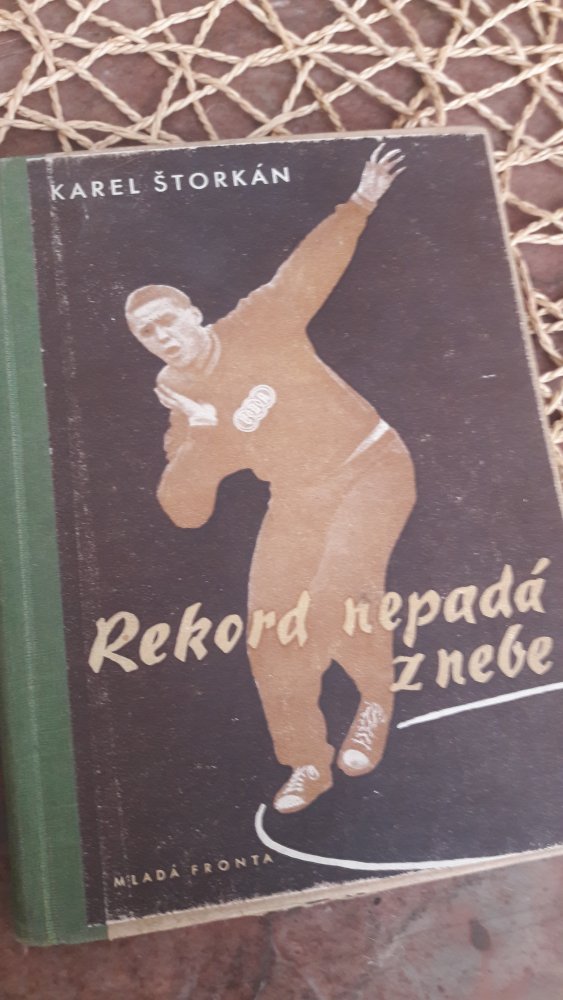 KAREL ŠTORKÁN
Rekord nepadá
z nebe
MLADÁ FRONTA